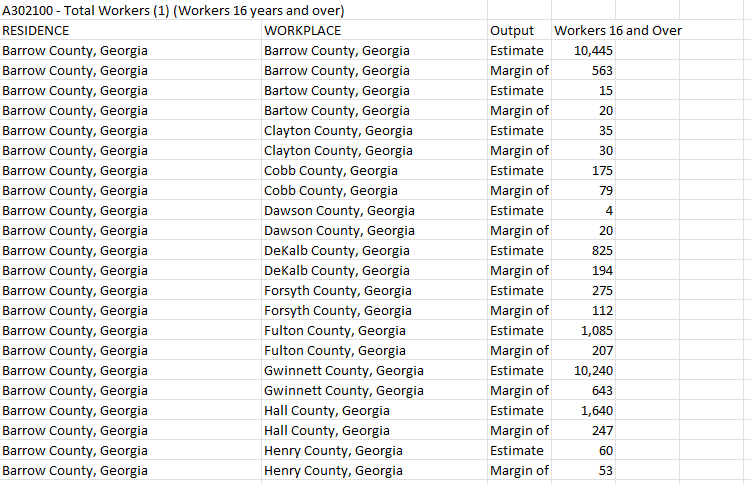 A302100 - Total Workers (1) (Workers 16 years and over)
RESIDENCE WORKPLACE Output Workers 16 and Over
Barrow County, Georgia Barrow County, Georgia Estimate 10,445
Barrow County, Georgia Barrow County, Georgia Margin of 563
Barrow County, Georgia Bartow County, Georgia Estimate 15
Barrow County, Georgia Bartow County, Georgia Margin of 20
Barrow County, Georgia Clayton County, Georgia Estimate 35
Barrow County, Georgia Clayton County, Georgia Margin of 30
Barrow County, Georgia Cobb County, Georgia Estimate 175
Barrow County, Georgia Cobb County, Georgia Margin of 79
Barrow County, Georgia Dawson County, Georgia Estimate 4
Barrow County, Georgia Dawson County, Georgia Margin of 20
Barrow County, Georgia DeKalb County, Georgia Estimate 825
Barrow County, Georgia DeKalb County, Georgia Margin of 194
Barrow County, Georgia Forsyth County, Georgia Estimate 275
Barrow County, Georgia Forsyth County, Georgia Margin of 112
Barrow County, Georgia Fulton County, Georgia Estimate 1,085
Barrow County, Georgia Fulton County, Georgia Margin of 207
Barrow County, Georgia Gwinnett County, Georgia Estimate 10,240
Barrow County, Georgia Gwinnett County, Georgia Margin of 643
Barrow County, Georgia Hall County, Georgia Estimate 1,640
Barrow County, Georgia Hall County, Georgia Margin of 247
Barrow County, Georgia Henry County, Georgia Estimate 60
Barrow County, Georgia Henry County, Georgia Margin of 53